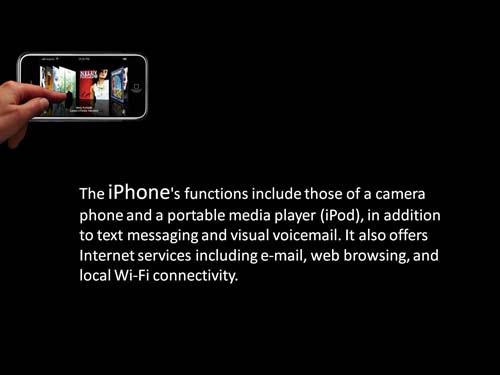 The iPhone's functions include those of a camera
phone and a portable media player (iPod), in addition
to text messaging and visual voicemail. It also offers
Internet services including e-mail, web browsing, and
local Wi-Fi connectivity.